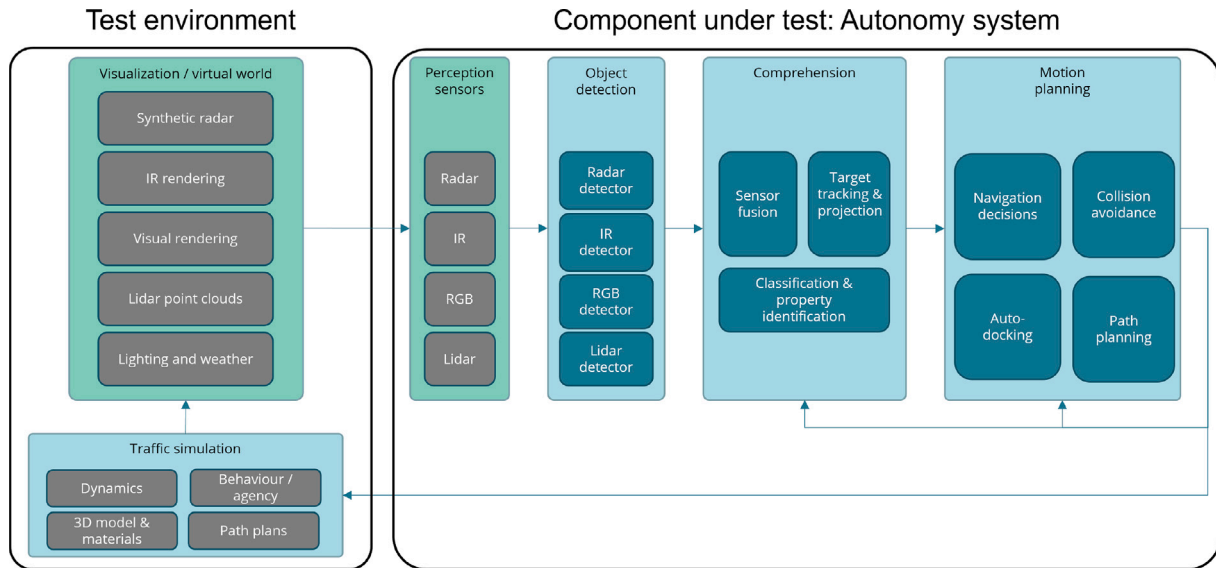 Test environment
Component under test: Autonomy system
Visualization / virtual world
Synthetic radar
IR rendering
Visual rendering
Lidar point clouds
Lighting and weather
Traffic simulation
Dynamics
Behaviour /
agency
3D model &
materials
Path plans
Perception
sensors
Radar
IR
RGB
Lidar
Object
detection
Radar
detector
IR
detector
RGB
detector
Lidar
detector
Comprehension
Sensor
fusion
Target
tracking &
projection
Classification &
property
identification
Motion
planning
Navigation
decisions
Collision
avoidance
Auto-
docking
Path
planning